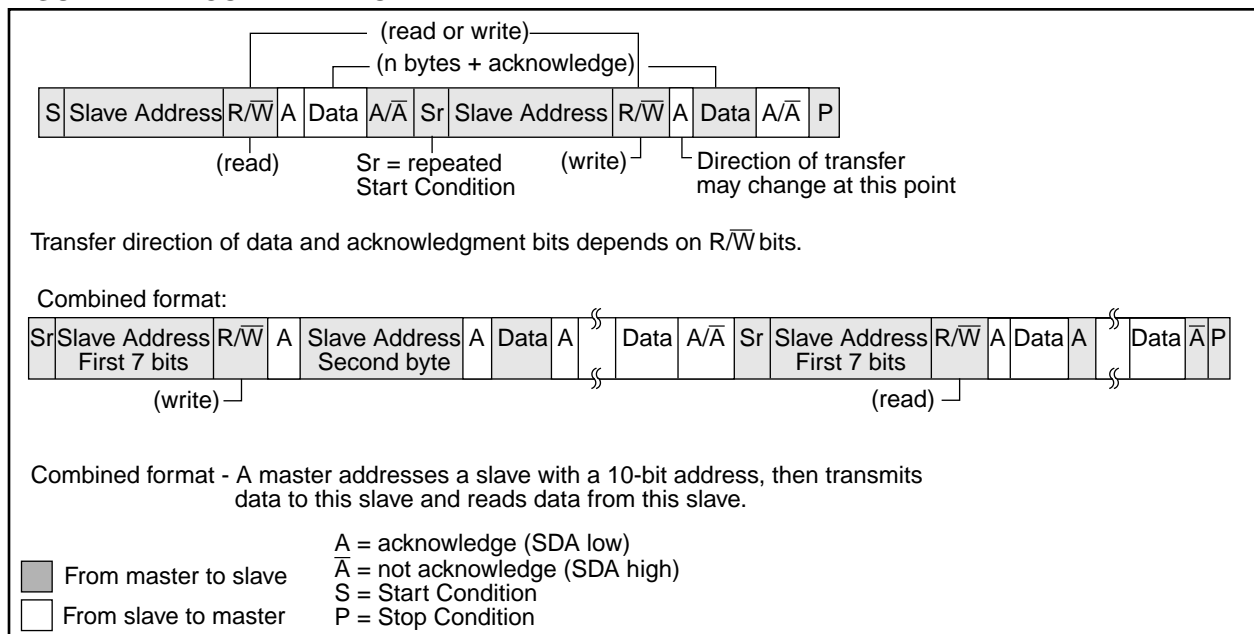 (read or write)
(n bytes + acknowledge)
S Slave Address R/W̅ A Data A/A̅ Sr Slave Address R/W̅ A Data A/A̅ P
(read) Sr = repeated (write) Direction of transfer
Start Condition may change at this point
Transfer direction of data and acknowledgment bits depends on R/W̅ bits.
Combined format:
Sr Slave Address R/W̅ A Slave Address A Data A Data A/A̅ Sr Slave Address R/W̅ A Data A Data A̅ P
First 7 bits Second byte First 7 bits
(write) (read)
Combined format - A master addresses a slave with a 10-bit address, then transmits
data to this slave and reads data from this slave.
A = acknowledge (SDA low)
A̅ = not acknowledge (SDA high)
From master to slave
S = Start Condition
From slave to master
P = Stop Condition